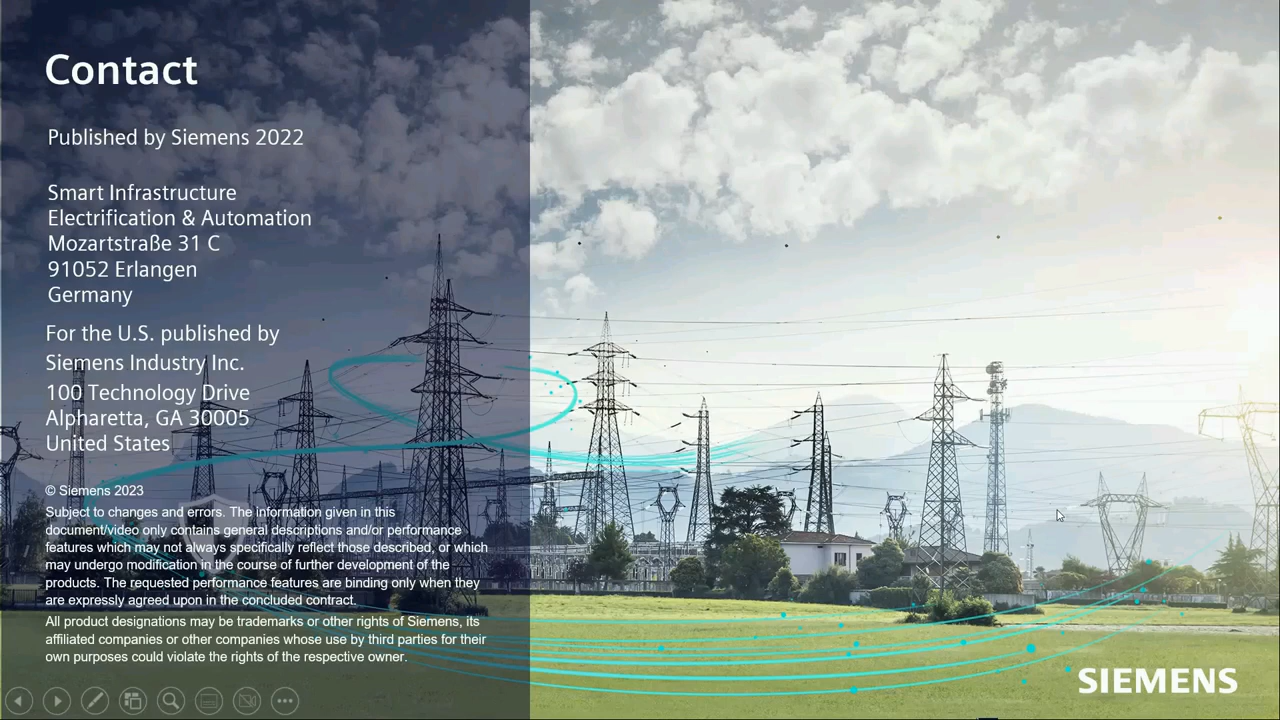 Contact
Published by Siemens 2022
Smart Infrastructure
Electrification & Automation
Mozartstraße 31 C
91052 Erlangen
Germany
For the U.S. published by
Siemens Industry Inc.
100 Technology Drive
Alpharetta, GA 30005
United States
© Siemens 2023
Subject to changes and errors. The information given in this
document/video only contains general descriptions and/or performance
features which may not always specifically reflect those described, or which
may undergo modification in the course of further development of the
products. The requested performance features are binding only when they
are expressly agreed upon in the concluded contract.
All product designations may be trademarks or other rights of Siemens, its
affiliated companies or other companies whose use by third parties for their
own purposes could violate the rights of the respective owner.
SIEMENS